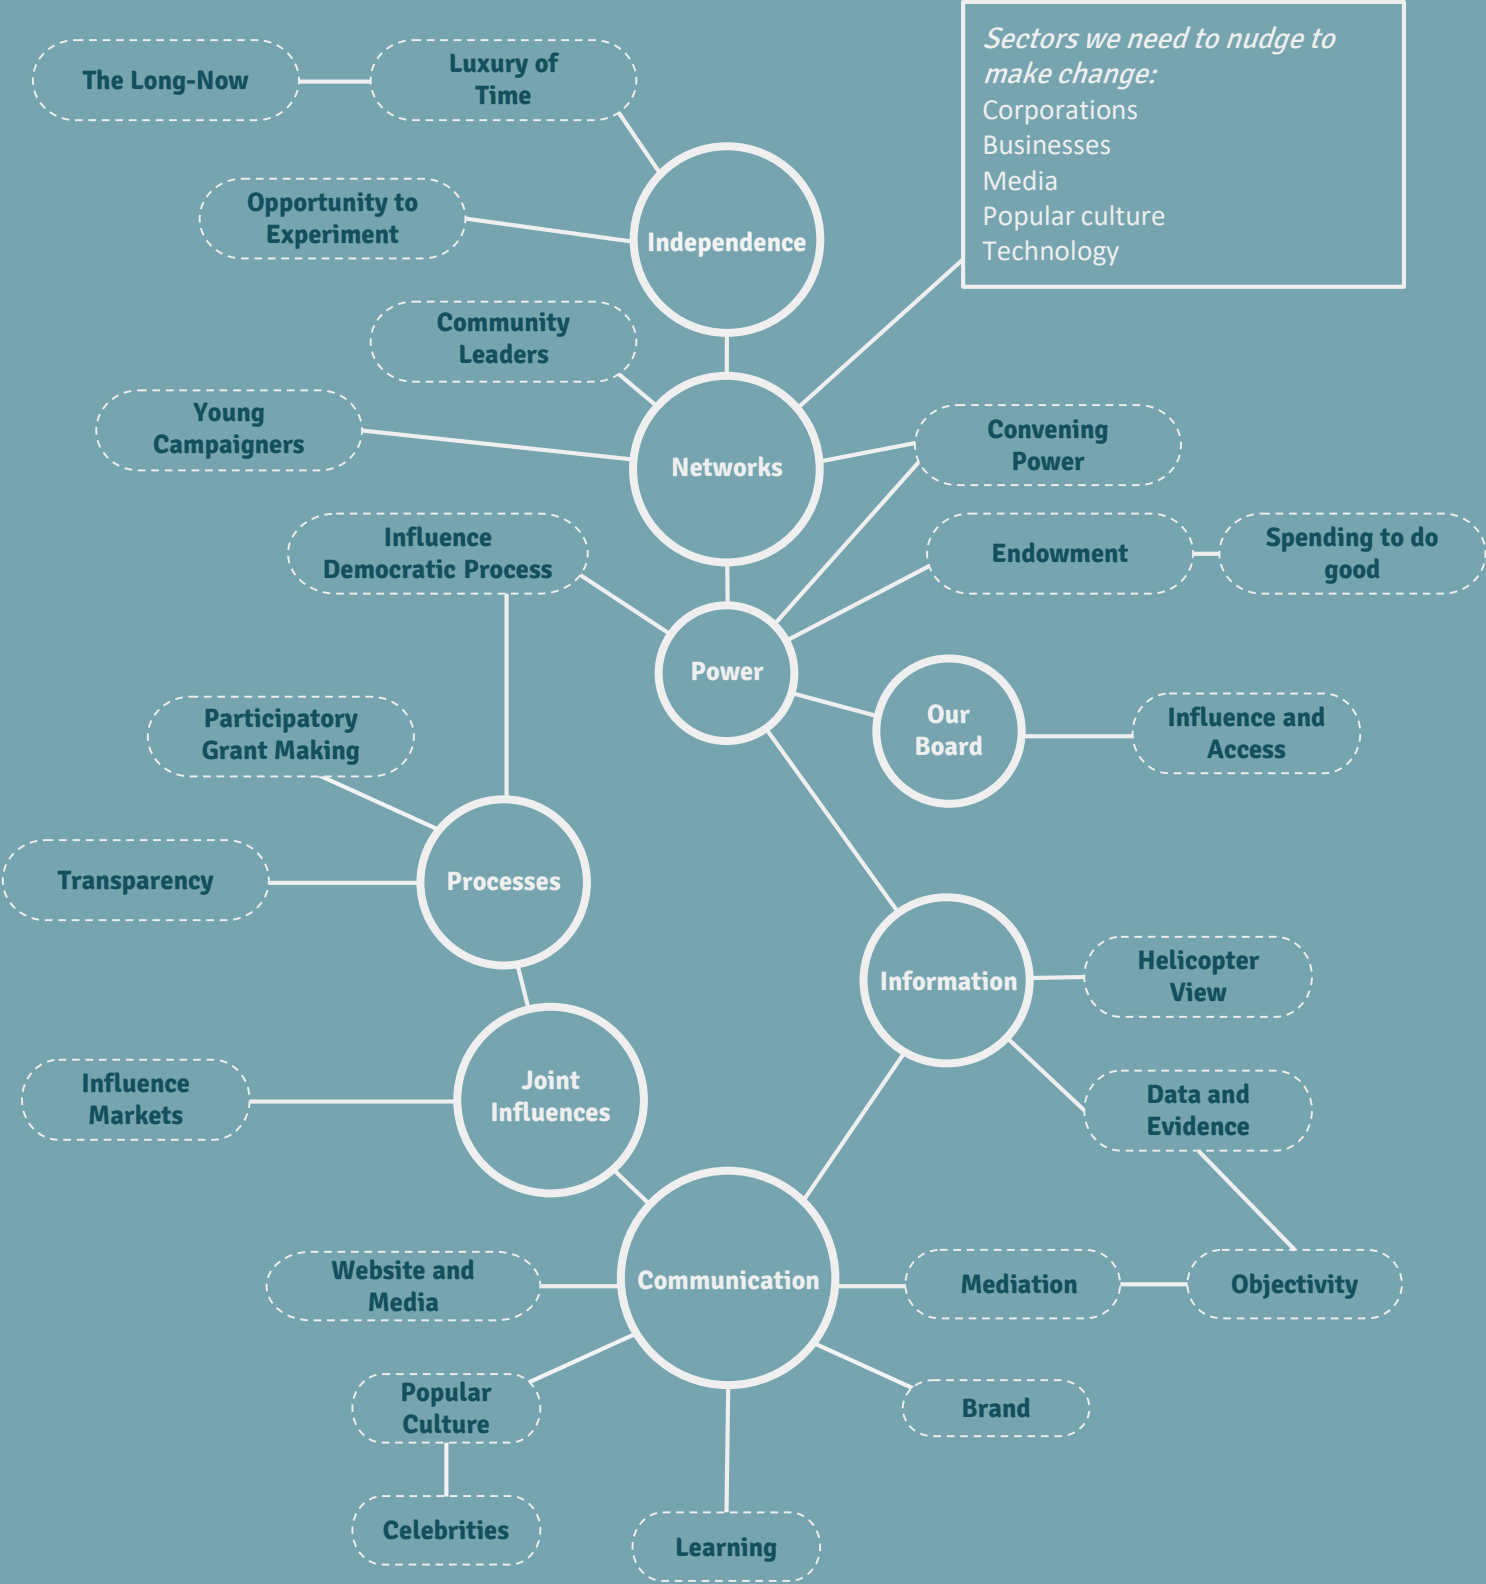 Sectors we need to nudge to
make change:
Corporations
Businesses
Media
Popular culture
Technology
The Long-Now
Luxury of
Time
Opportunity to
Experiment
Independence
Community
Leaders
Young
Campaigners
Networks
Convening
Power
Influence
Democratic Process
Endowment
Spending to do
good
Power
Our
Board
Influence and
Access
Participatory
Grant Making
Transparency
Processes
Information
Helicopter
View
Influence
Markets
Joint
Influences
Data and
Evidence
Website and
Media
Communication
Mediation
Objectivity
Popular
Culture
Brand
Celebrities
Learning